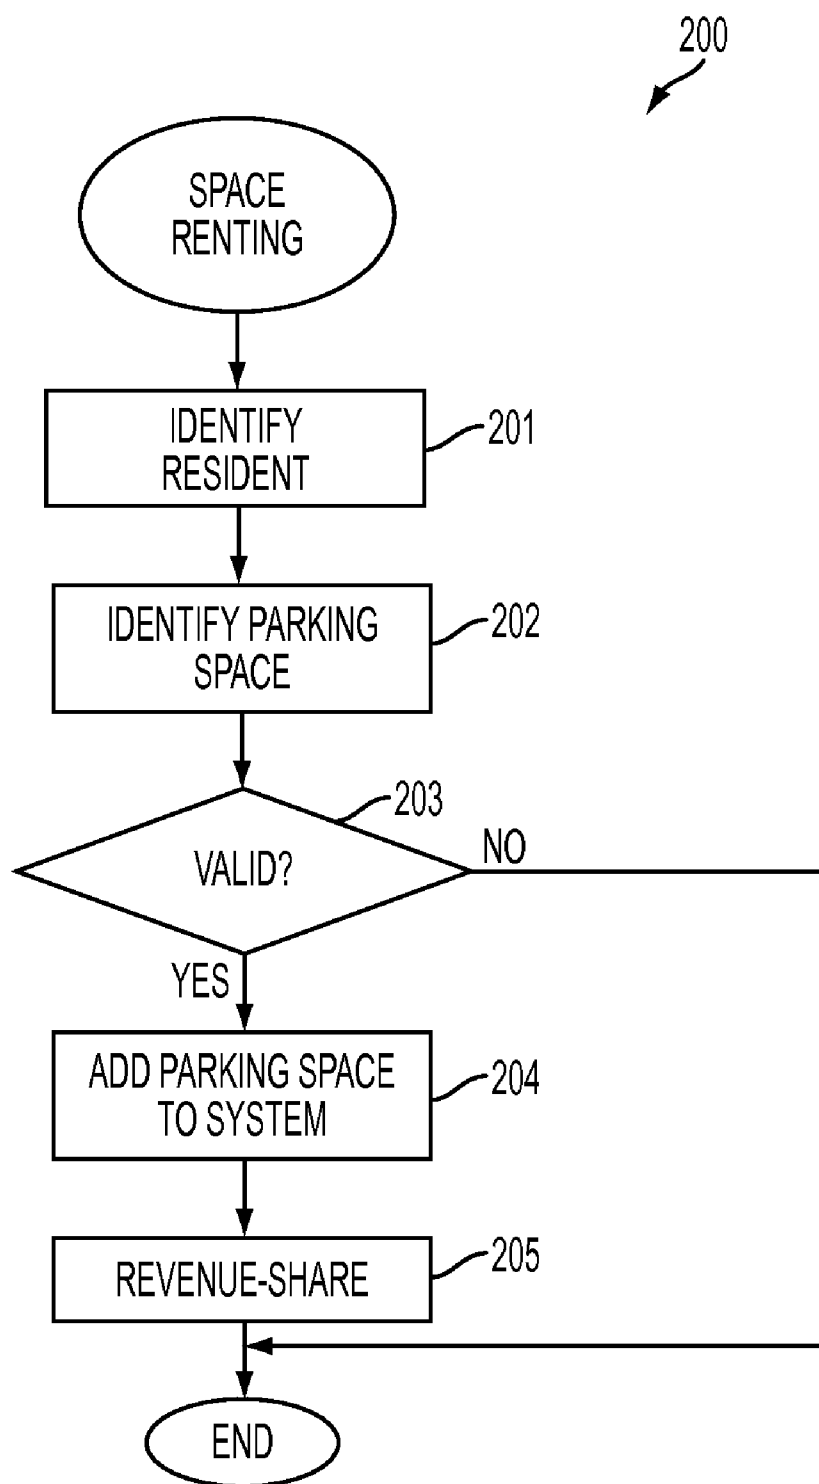 200
SPACE
RENTING
IDENTIFY
RESIDENT
201
IDENTIFY PARKING
SPACE
202
203
VALID?
NO
YES
ADD PARKING SPACE
TO SYSTEM
204
REVENUE-SHARE
205
END